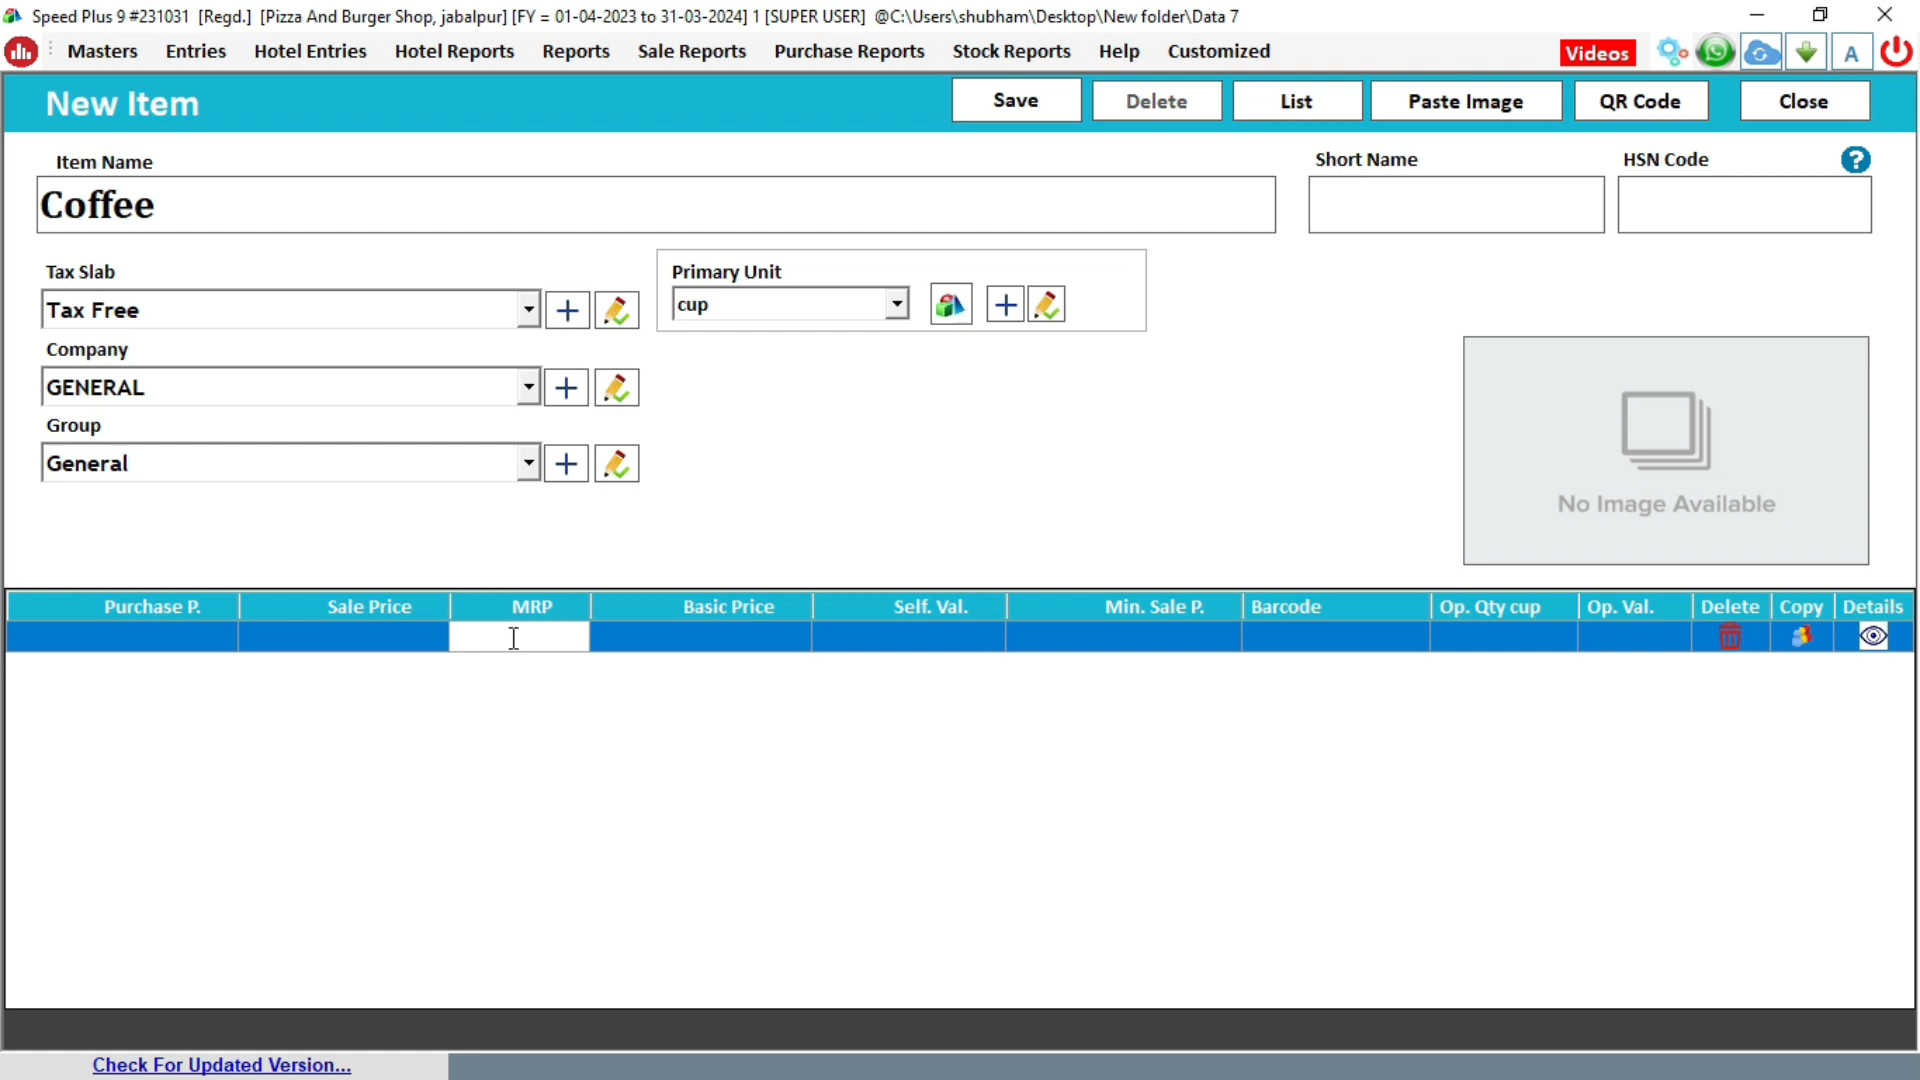 Speed Plus 9 #231031 [Regd.] [Pizza And Burger Shop, jabalpur] [FY = 01-04-2023 to 31-03-2024] 1 [SUPER USER] @C:\Users\shubham\Desktop\New folder\Data 7
Masters Entries Hotel Entries Hotel Reports Reports Sale Reports Purchase Reports Stock Reports Help Customized Videos A
New Item Save Delete List Paste Image QR Code Close
Item Name Short Name HSN Code ?
Coffee
Tax Slab Primary Unit
Tax Free cup
Company
GENERAL
Group
General
No Image Available
Purchase P. Sale Price MRP Basic Price Self. Val. Min. Sale P. Barcode Op. Qty cup Op. Val. Delete Copy Details
Check For Updated Version...